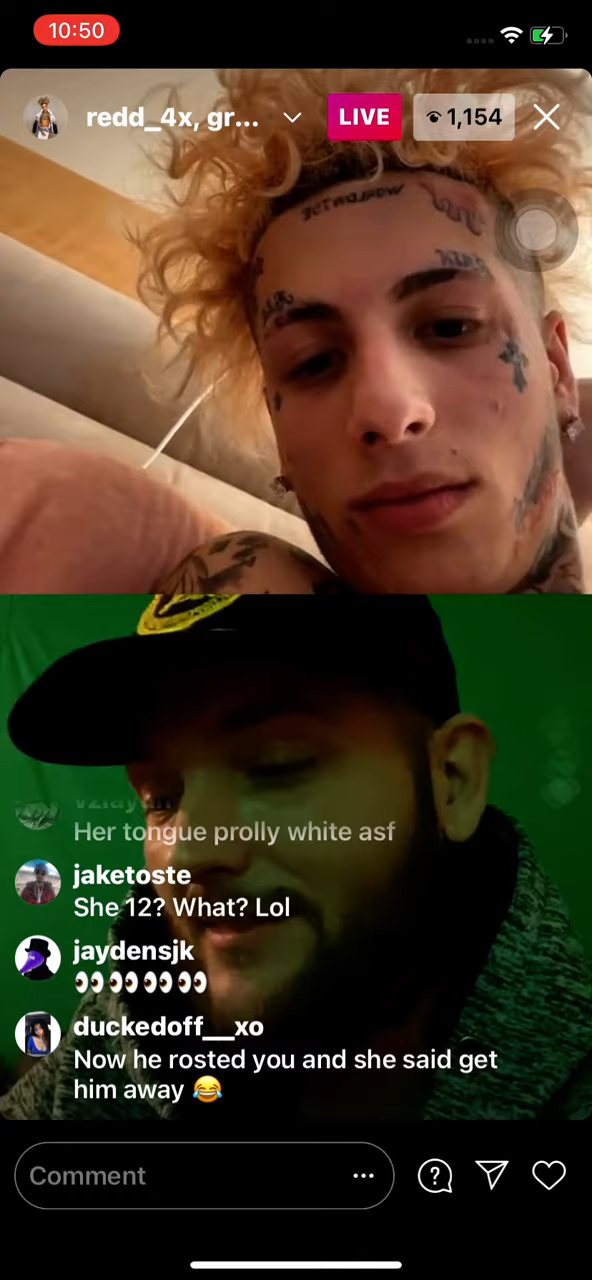 10:50
redd_4x, gr...
LIVE
1,154
Her tongue prolly white asf
jaketoste
She 12? What? Lol
jaydensjk
👀👀👀👀👀👀
duckedoff__xo
Now he rosted you and she said get
him away 😂
Comment